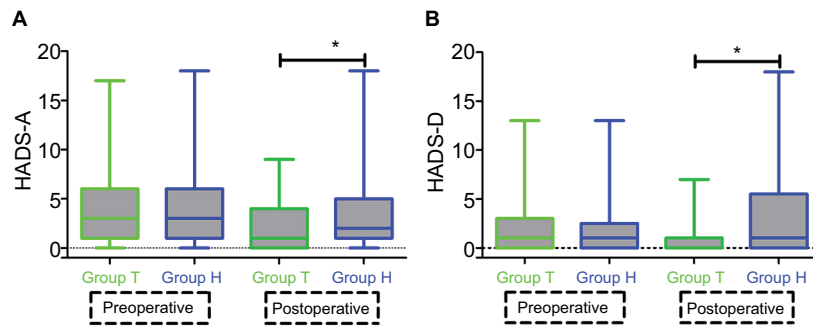 A
HADS-A
20
15
10
5
0
*
Group T Group H Group T Group H
Preoperative Postoperative
B
HADS-D
20
15
10
5
0
*
Group T Group H Group T Group H
Preoperative Postoperative